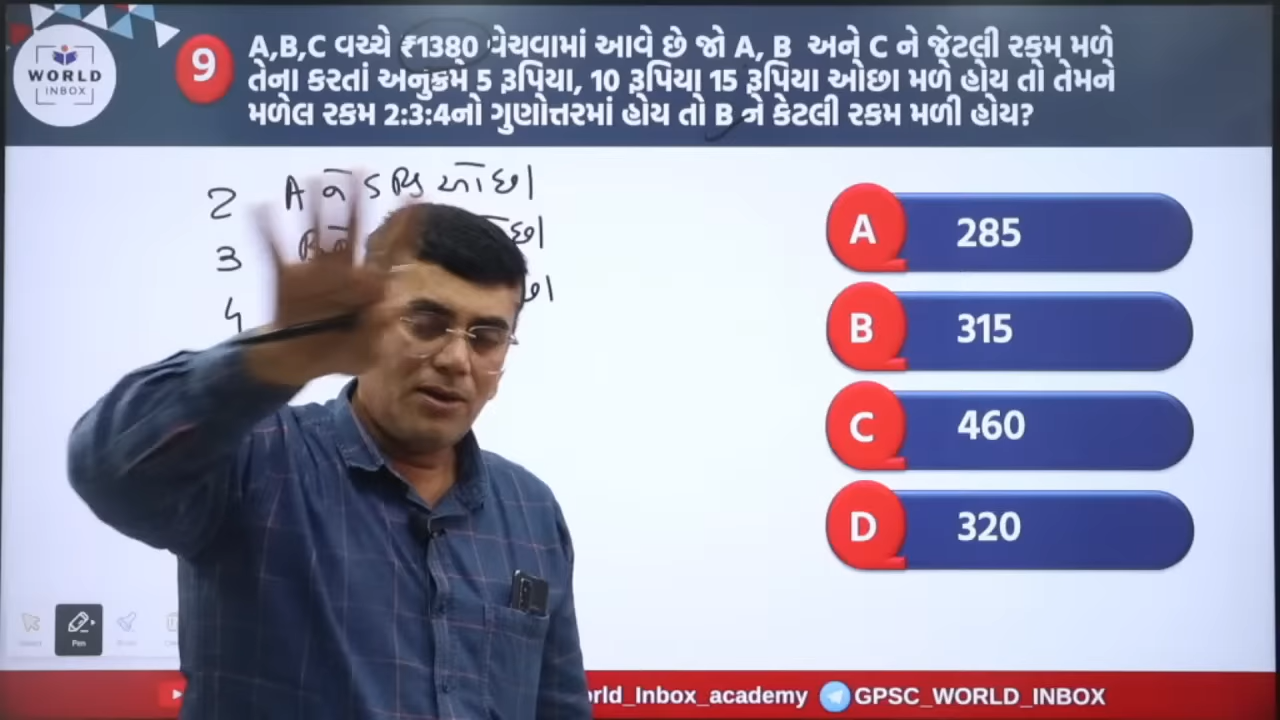 WORLD
INBOX
9
A,B,C વચ્ચે ₹1380 વેચવામાં આવે છે જો A, B અને C ને જેટલી રકમ મળે
તેના કરતાં અનુક્રમે 5 રૂપિયા, 10 રૂપિયા 15 રૂપિયા ઓછા મળે હોય તો તેમને
મળેલ રકમ 2:3:4નો ગુણોત્તરમાં હોય તો B ને કેટલી રકમ મળી હોય?
2 A ને 5 રૂ ઓછા
3
4
A 285
B 315
C 460
D 320
Pen
rld_Inbox_academy GPSC_WORLD_INBOX